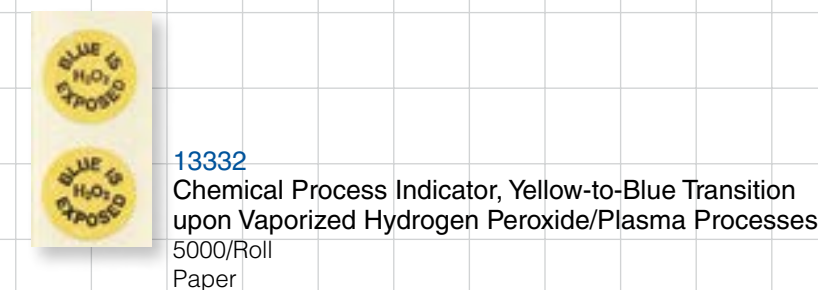 BLUE IS
H₂O₂
EXPOSED
BLUE IS
H₂O₂
EXPOSED
13332
Chemical Process Indicator, Yellow-to-Blue Transition
upon Vaporized Hydrogen Peroxide/Plasma Processes
5000/Roll
Paper